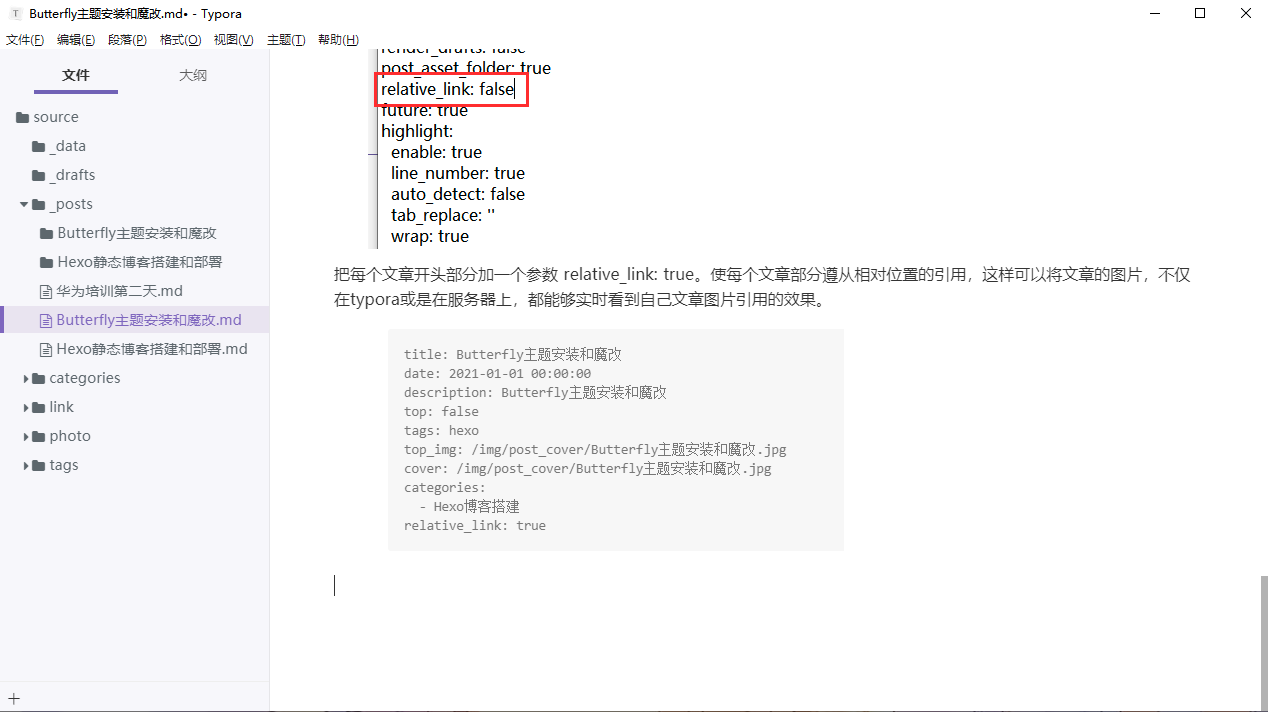 Butterfly主题安装和魔改.md• - Typora
文件(F) 编辑(E) 段落(P) 格式(O) 视图(V) 主题(T) 帮助(H)
文件 大纲
source
_data
_drafts
_posts
Butterfly主题安装和魔改
Hexo静态博客搭建和部署
华为培训第二天.md
Butterfly主题安装和魔改.md
Hexo静态博客搭建和部署.md
categories
link
photo
tags
render_drafts: false
post_asset_folder: true
relative_link: false
future: true
highlight:
enable: true
line_number: true
auto_detect: false
tab_replace: ''
wrap: true
把每个文章开头部分加一个参数 relative_link: true。使每个文章部分遵从相对位置的引用，这样可以将文章的图片，不仅
在typora或是在服务器上，都能够实时看到自己文章图片引用的效果。
title: Butterfly主题安装和魔改
date: 2021-01-01 00:00:00
description: Butterfly主题安装和魔改
top: false
tags: hexo
top_img: /img/post_cover/Butterfly主题安装和魔改.jpg
cover: /img/post_cover/Butterfly主题安装和魔改.jpg
categories:
- Hexo博客搭建
relative_link: true